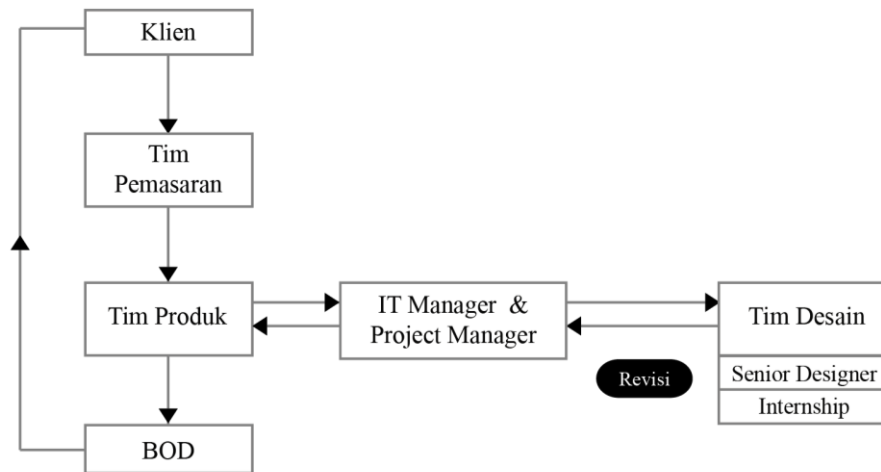 Klien
Tim
Pemasaran
Tim Produk
IT Manager &
Project Manager
Tim Desain
Revisi
Senior Designer
Internship
BOD